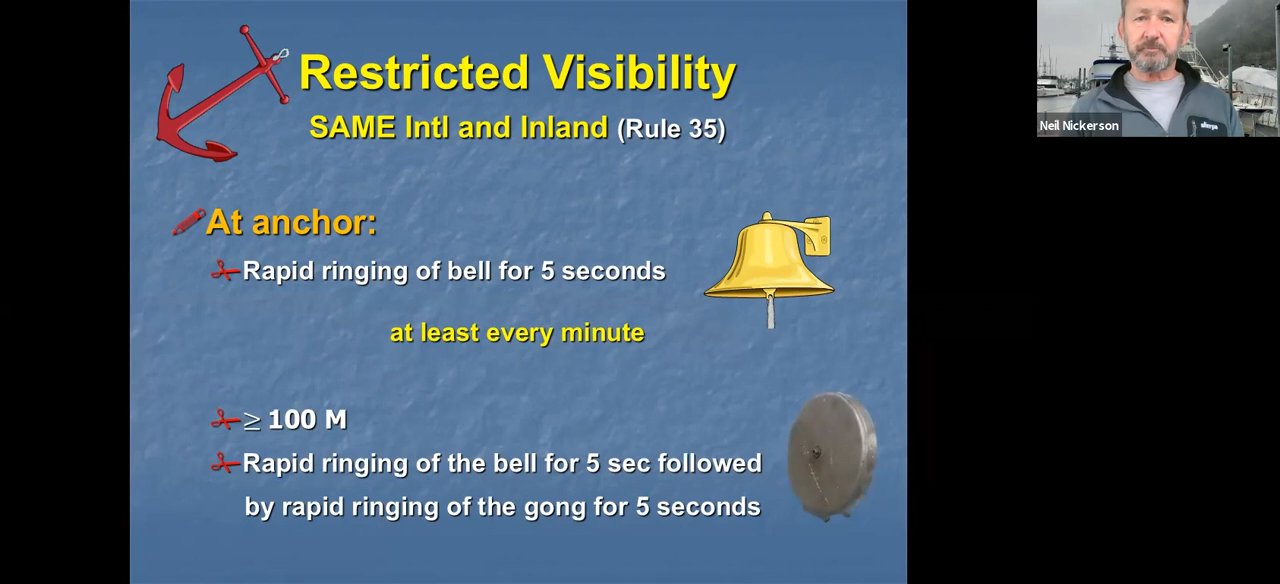 Restricted Visibility
SAME Intl and Inland (Rule 35)
At anchor:
Rapid ringing of bell for 5 seconds
at least every minute
≥ 100 M
Rapid ringing of the bell for 5 sec followed
by rapid ringing of the gong for 5 seconds
Neil Nickerson